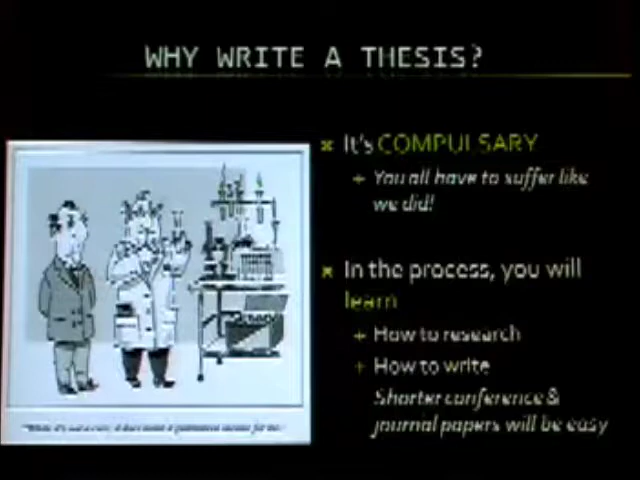 WHY WRITE A THESIS?
It's COMPULSARY
You all have to suffer like
we did!
In the process, you will
learn
How to research
How to write
Shorter conference &
journal papers will be easy